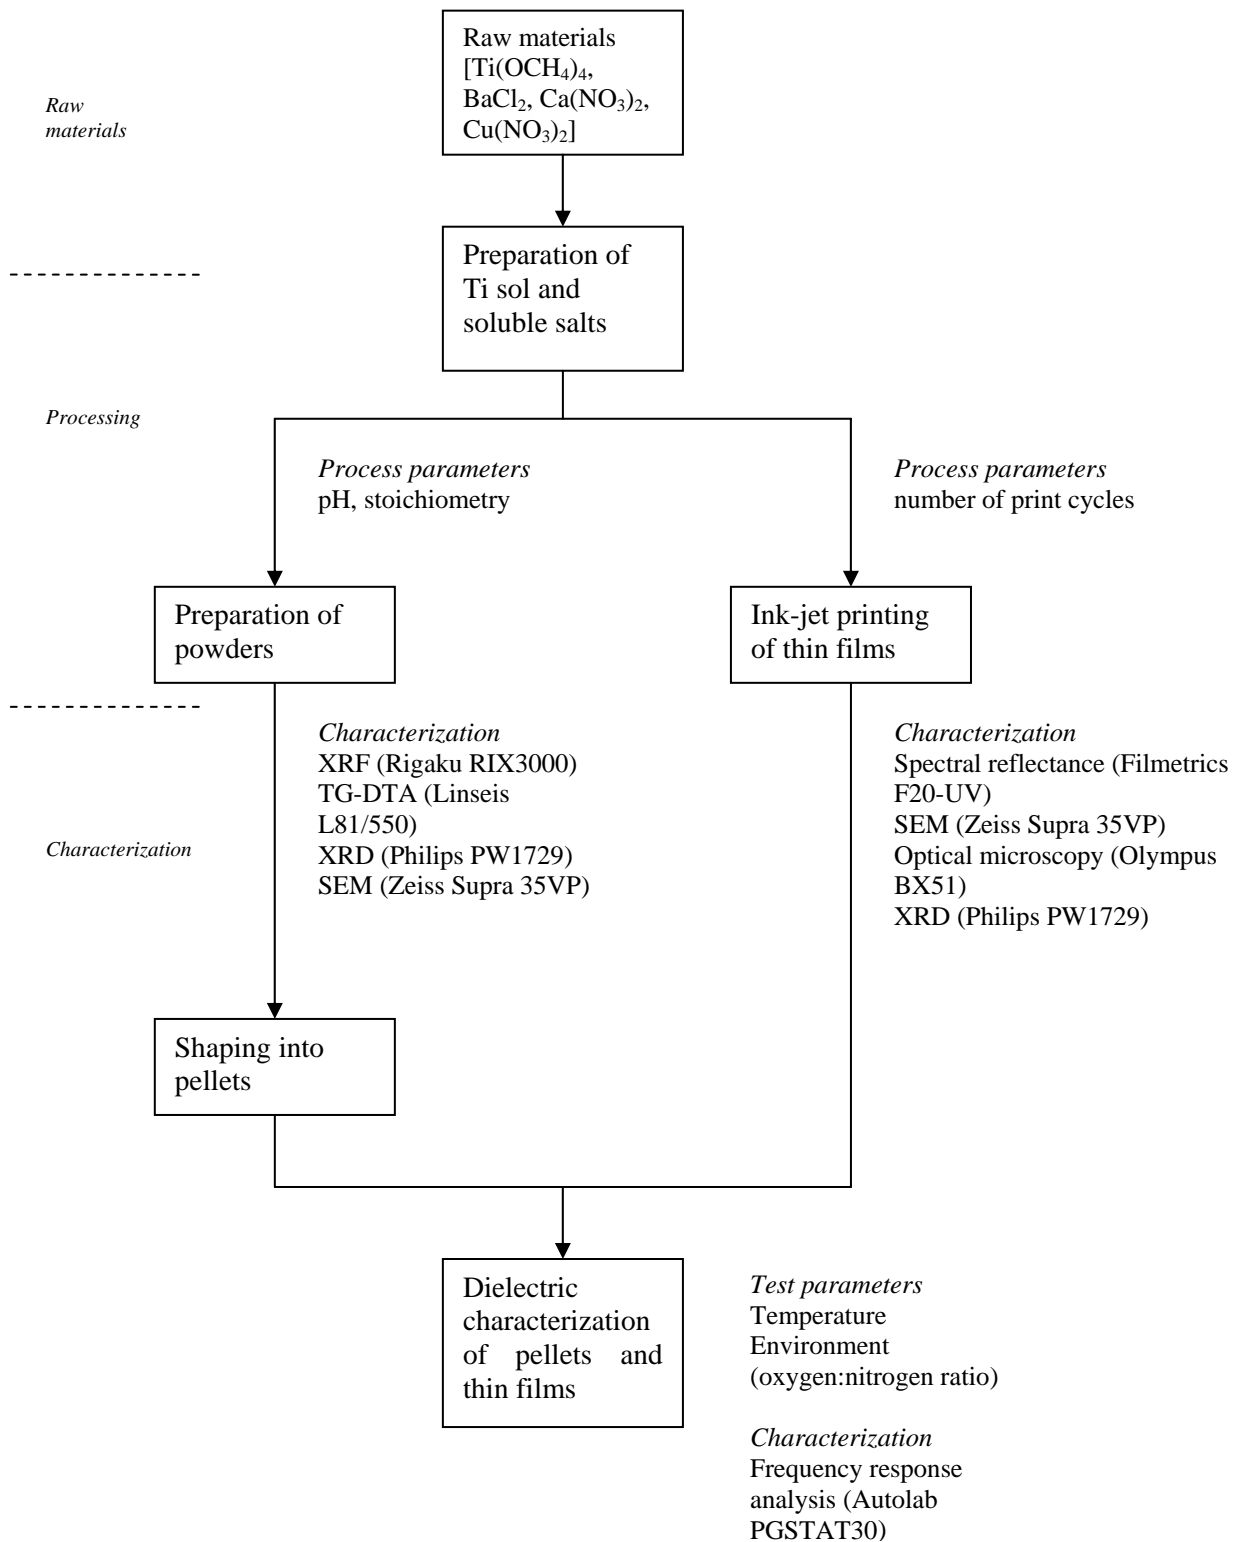 Raw materials
[Ti(OCH₄)₄,
BaCl₂, Ca(NO₃)₂,
Cu(NO₃)₂]
Raw
materials
Preparation of
Ti sol and
soluble salts
Processing
Process parameters
pH, stoichiometry
Process parameters
number of print cycles
Preparation of
powders
Ink-jet printing
of thin films
Characterization
XRF (Rigaku RIX3000)
TG-DTA (Linseis
L81/550)
XRD (Philips PW1729)
SEM (Zeiss Supra 35VP)
Characterization
Spectral reflectance (Filmetrics
F20-UV)
SEM (Zeiss Supra 35VP)
Optical microscopy (Olympus
BX51)
XRD (Philips PW1729)
Characterization
Shaping into
pellets
Dielectric
characterization
of pellets and
thin films
Test parameters
Temperature
Environment
(oxygen:nitrogen ratio)
Characterization
Frequency response
analysis (Autolab
PGSTAT30)